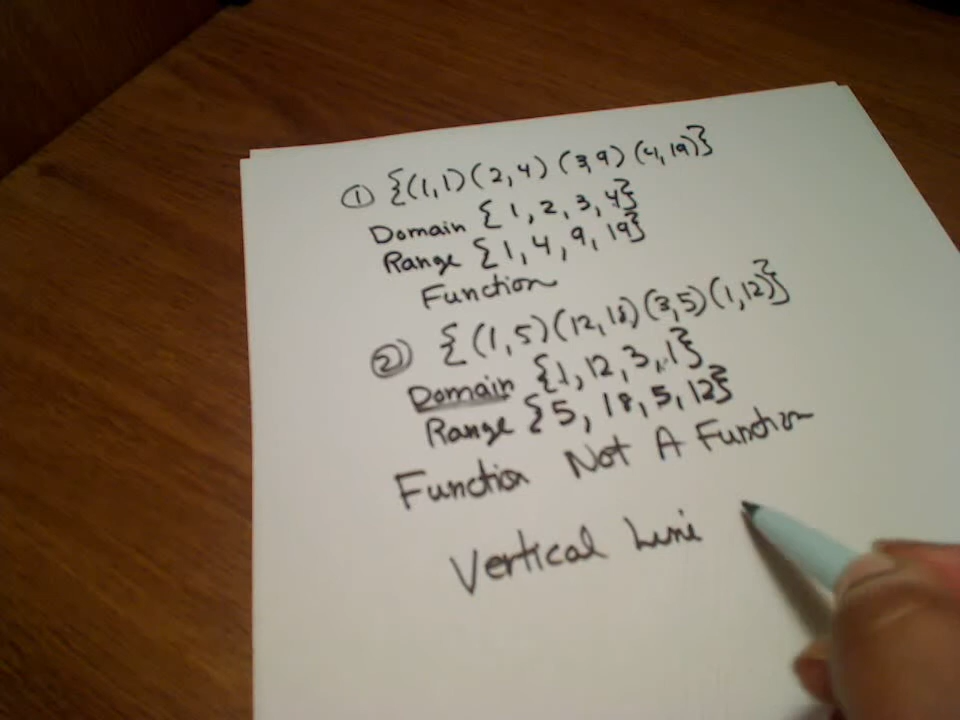 ① {(1,1)(2,4)(3,9)(4,19)}
Domain {1,2,3,4}
Range {1,4,9,19}
Function
② {(1,5)(12,18)(3,5)(1,12)}
Domain {1,12,3,1}
Range {5,18,5,12}
Function Not A Function
Vertical Line